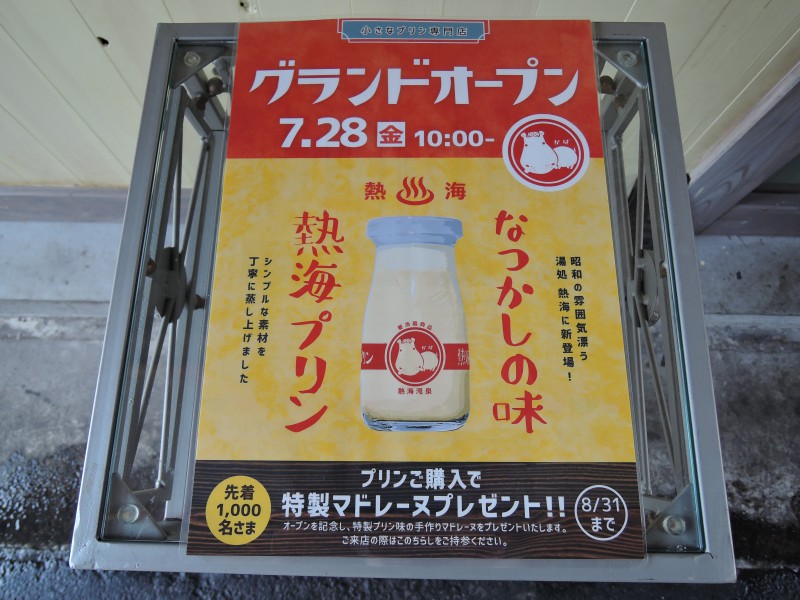 小さなプリン専門店
グランドオープン
7.28 金 10:00-
かば
熱 海
なつかしの味
熱海プリン
昭和の雰囲気漂う
湯処 熱海に新登場！
シンプルな素材を
丁寧に蒸し上げました
かば
熱海温泉
プリンご購入で
特製マドレーヌプレゼント!!
先着
1,000
名さま
8/31
まで
オープンを記念し、特製プリン味の手作りマドレーヌをプレゼントいたします。
ご来店の際はこのちらしをご持参ください。